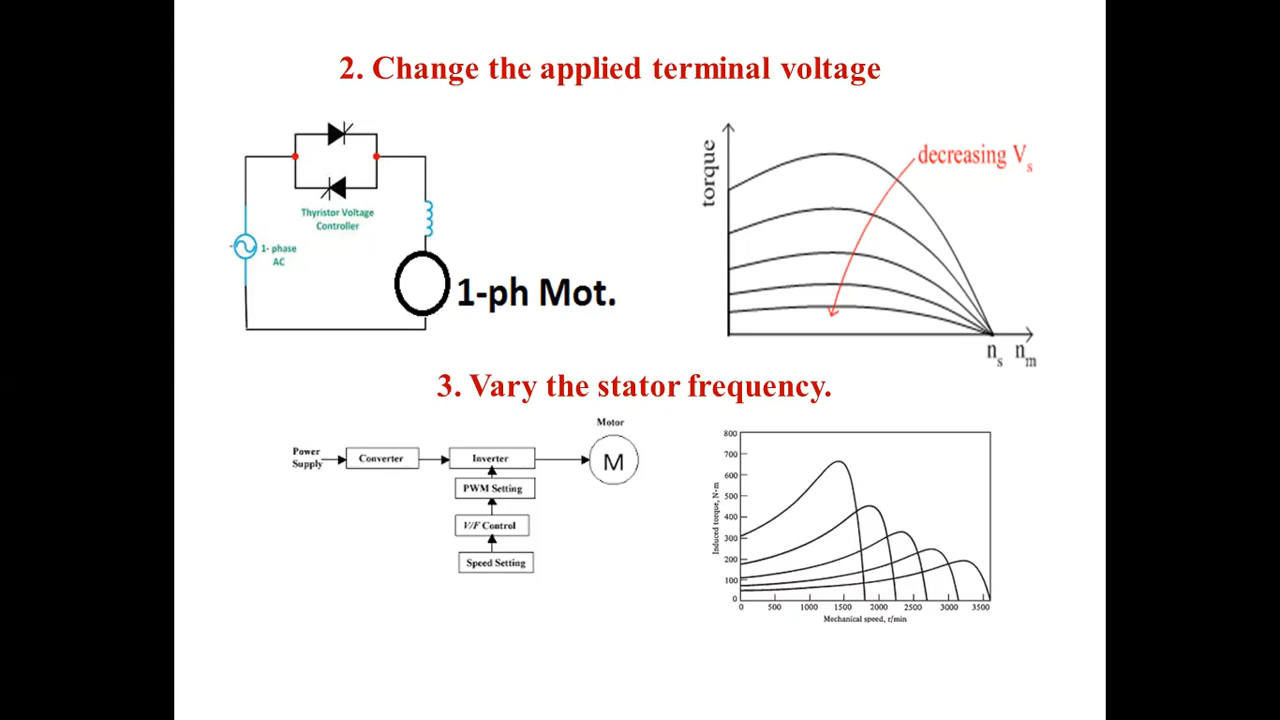 2. Change the applied terminal voltage
Thyristor Voltage
Controller
1- phase
AC
1-ph Mot.
torque
decreasing Vs
ns nm
3. Vary the stator frequency.
Motor
Power
Supply
Converter
Inverter
M
PWM Setting
V/F Control
Speed Setting
800
700
600
500
400
300
200
100
0
Induced torque, N·m
0 500 1000 1500 2000 2500 3000 3500
Mechanical speed, r/min